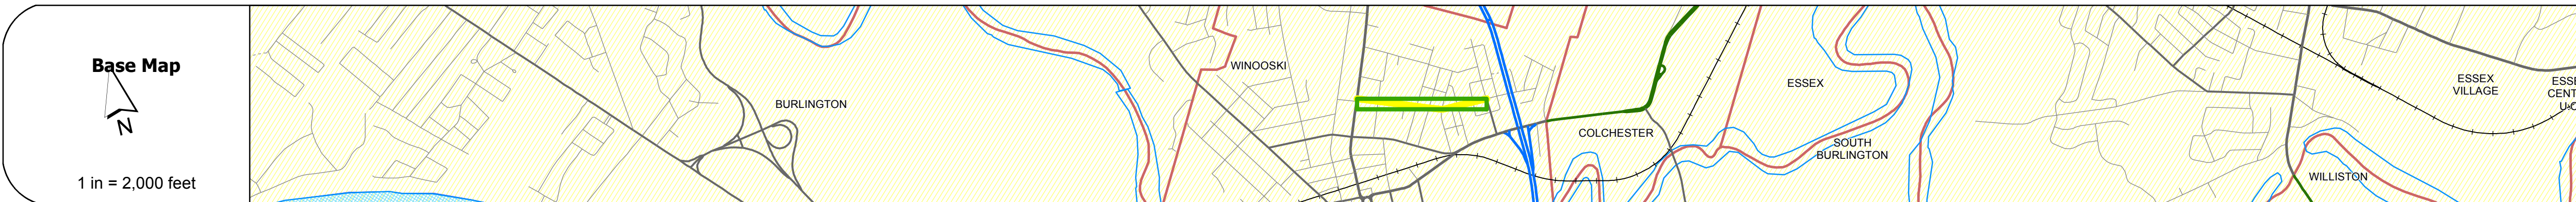 Base Map
N
1 in = 2,000 feet
BURLINGTON
WINOOSKI
COLCHESTER
ESSEX
SOUTH
BURLINGTON
ESSEX
VILLAGE
WILLISTON